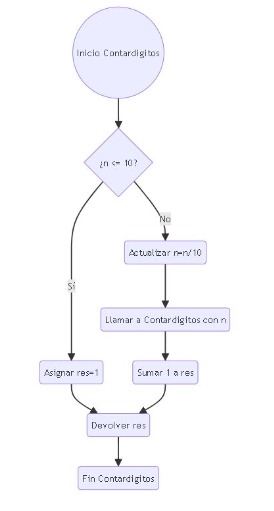 Inicio Contardigitos
¿n <= 10?
No
Actualizar n=n/10
Sí
Llamar a Contardigitos con n
Asignar res=1
Sumar 1 a res
Devolver res
Fin Contardigitos